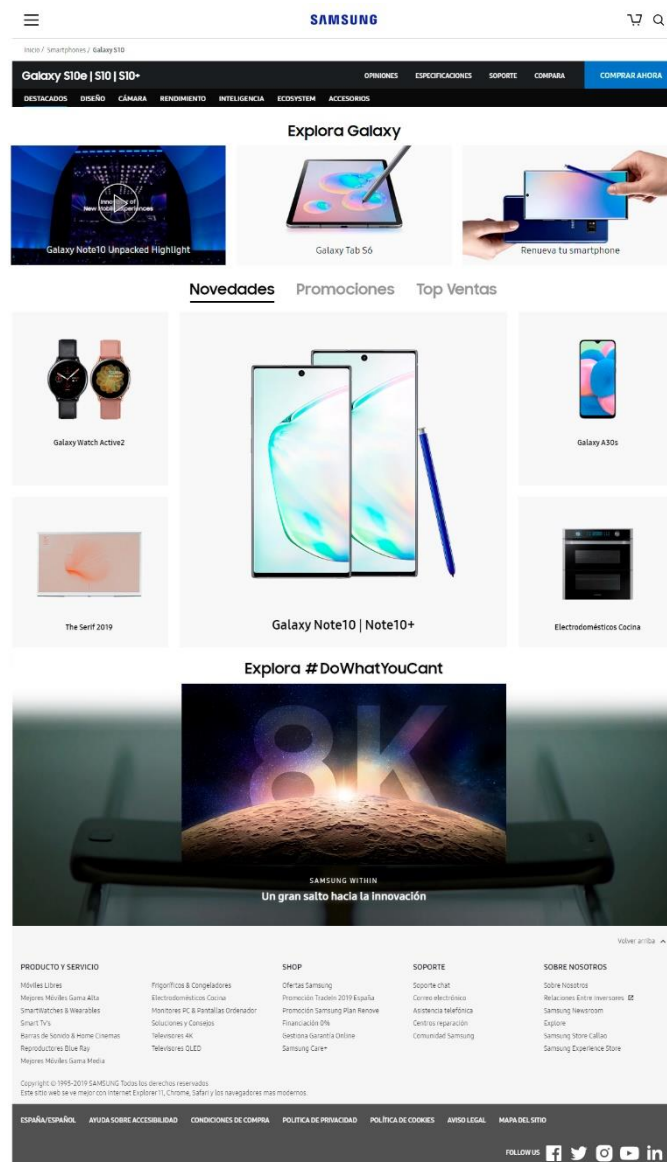 SAMSUNG
Inicio / Smartphones / Galaxy S10
Galaxy S10e | S10 | S10+
OPINIONES ESPECIFICACIONES SOPORTE COMPARA COMPRAR AHORA
DESTACADOS DISEÑO CÁMARA RENDIMIENTO INTELIGENCIA ECOSYSTEM ACCESORIOS
Explora Galaxy
New Mobile Experiences
Galaxy Note10 Unpacked Highlight
Galaxy Tab S6
Renueva tu smartphone
Novedades Promociones Top Ventas
Galaxy Watch Active2
Galaxy A30s
The Serif 2019
Galaxy Note10 | Note10+
Electrodomésticos Cocina
Explora #DoWhatYouCant
8K
SAMSUNG WITHIN
Un gran salto hacia la innovación
Volver arriba
PRODUCTO Y SERVICIO SHOP SOPORTE SOBRE NOSOTROS
Móviles Libres Frigoríficos & Congeladores Ofertas Samsung Soporte chat Sobre Nosotros
Mejores Móviles Gama Alta Electrodomésticos Cocina Promoción TradeIn 2019 España Correo electrónico Relaciones Entre Inversores
SmartWatches & Wearables Monitores PC & Pantallas Ordenador Promoción Samsung Plan Renove Asistencia telefónica Samsung Newsroom
Smart Tv's Soluciones y Consejos Financiación 0% Centros reparación Explore
Barras de Sonido & Home Cinemas Televisores 4K Gestiona Garantía Online Comunidad Samsung Samsung Store Callao
Reproductores Blue Ray Televisores QLED Samsung Care+ Samsung Experience Store
Mejores Móviles Gama Media
Copyright © 1995-2019 SAMSUNG Todos los derechos reservados.
Este sitio web se ve mejor con Internet Explorer 11, Chrome, Safari y los navegadores mas modernos.
ESPAÑA/ESPAÑOL AYUDA SOBRE ACCESIBILIDAD CONDICIONES DE COMPRA POLITICA DE PRIVACIDAD POLÍTICA DE COOKIES AVISO LEGAL MAPA DEL SITIO
FOLLOW US